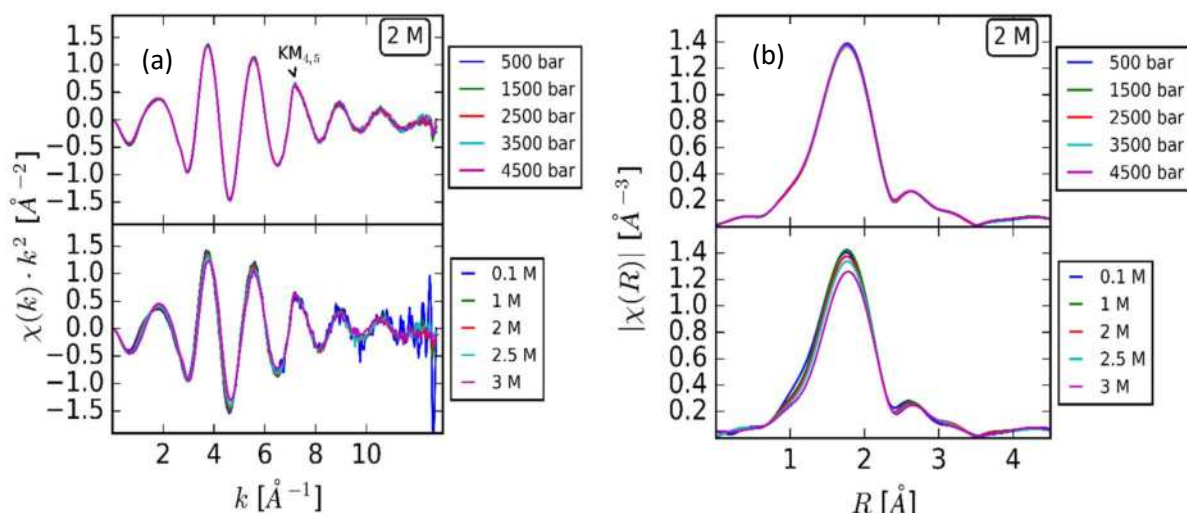 (a)
2 M
KM4,5
1.5
1.0
0.5
0.0
−0.5
−1.0
−1.5
500 bar
1500 bar
2500 bar
3500 bar
4500 bar
1.5
1.0
0.5
0.0
−0.5
−1.0
−1.5
0.1 M
1 M
2 M
2.5 M
3 M
χ(k) · k² [Å−2]
2 4 6 8 10
k [Å−1]
(b)
2 M
1.4
1.2
1.0
0.8
0.6
0.4
0.2
500 bar
1500 bar
2500 bar
3500 bar
4500 bar
1.4
1.2
1.0
0.8
0.6
0.4
0.2
0.1 M
1 M
2 M
2.5 M
3 M
|χ(R)| [Å−3]
1 2 3 4
R [Å]